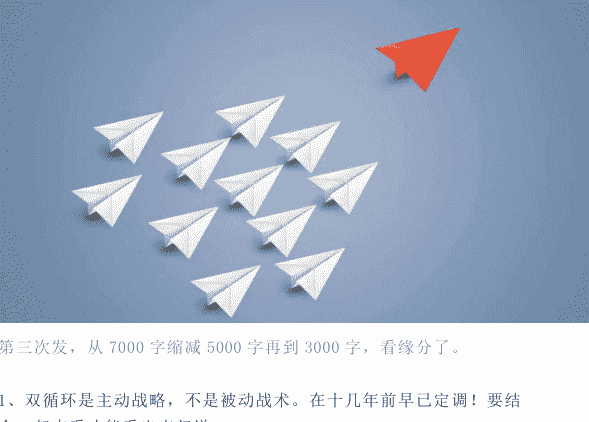 第三次发，从 7000 字缩减 5000 字再到 3000 字，看缘分了。
1、双循环是主动战略，不是被动战术。在十几年前早已定调！要结